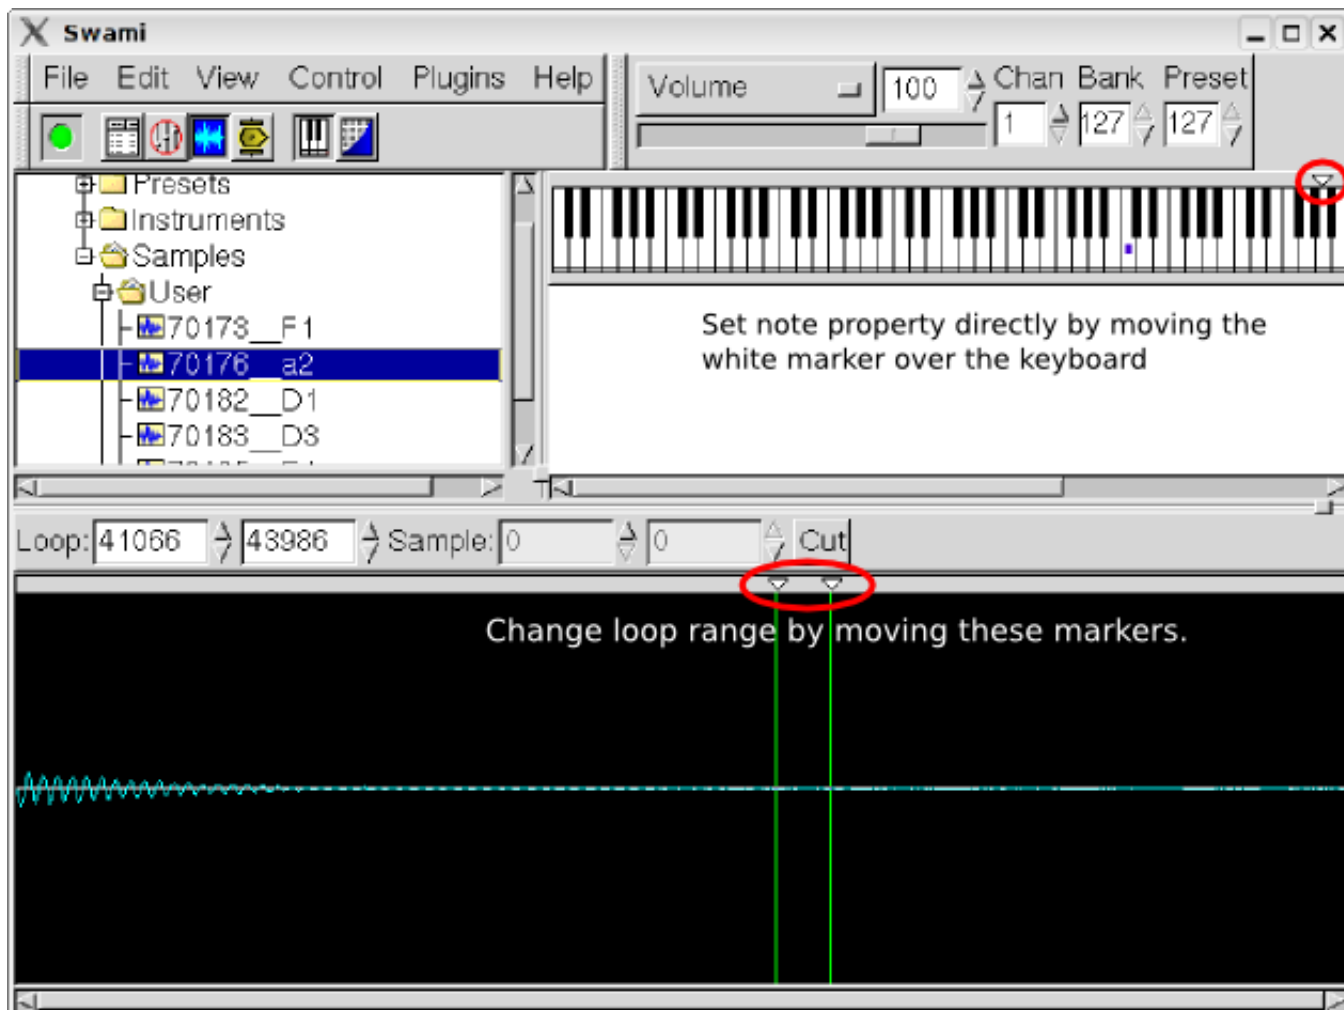 Swami
File Edit View Control Plugins Help
Volume 100 Chan Bank Preset
1 127 127
Presets
Instruments
Samples
User
70173__F1
70176__a2
70182__D1
70183__D3
Set note property directly by moving the
white marker over the keyboard
Loop: 41066 43986 Sample: 0 0 Cut
Change loop range by moving these markers.